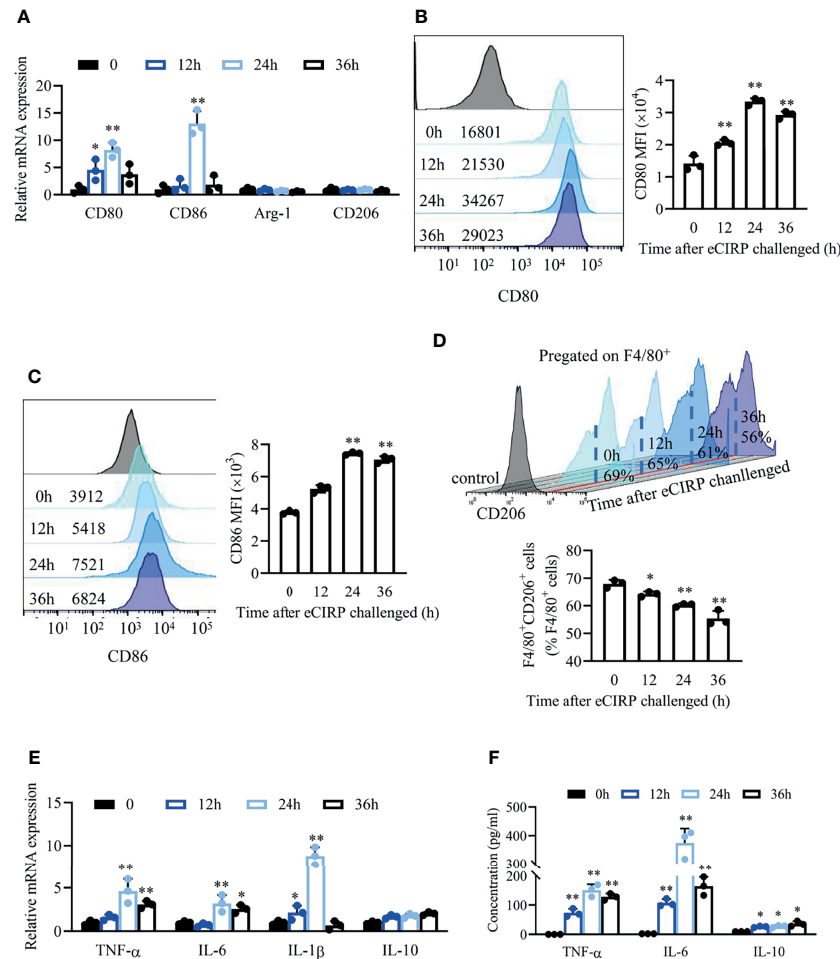 A
0 12h 24h 36h
Relative mRNA expression
20
15
10
5
0
* ** **
CD80 CD86 Arg-1 CD206
B
0h 16801
12h 21530
24h 34267
36h 29023
10¹ 10² 10³ 10⁴ 10⁵
CD80
CD80 MFI (×10⁴)
4
2
0
** ** **
0 12 24 36
Time after eCIRP challenged (h)
C
0h 3912
12h 5418
24h 7521
36h 6824
10¹ 10² 10³ 10⁴ 10⁵
CD86
CD86 MFI (×10³)
8
4
0
** **
0 12 24 36
Time after eCIRP challenged (h)
D
Pregated on F4/80⁺
control
0h
69%
12h
65%
24h
61%
36h
56%
CD206
Time after eCIRP chanllenged
F4/80⁺CD206⁺ cells
(% F4/80⁺ cells)
80
70
60
50
40
* ** **
0 12 24 36
Time after eCIRP challenged (h)
E
0 12h 24h 36h
Relative mRNA expression
15
10
5
0
** ** ** * * **
TNF-α IL-6 IL-1β IL-10
F
0h 12h 24h 36h
Concentration (pg/ml)
500
400
300
200
100
0
** ** ** ** ** ** * * *
TNF-α IL-6 IL-10